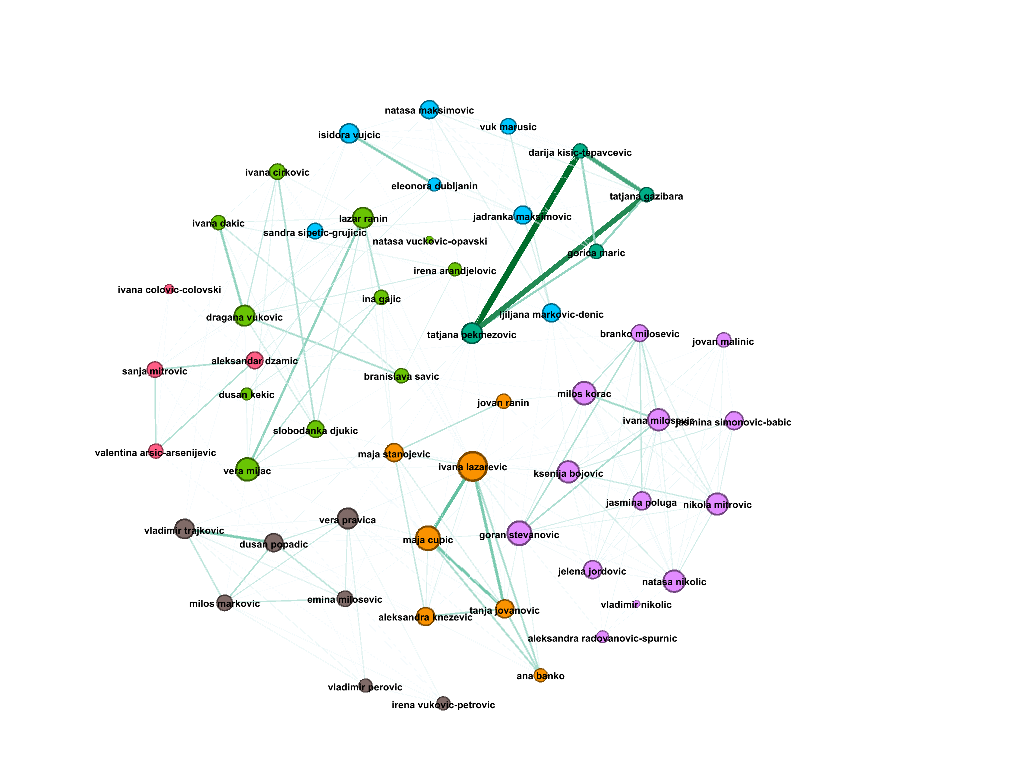 natasa maksimovic
vuk marusic
isidora vujcic
darija kisic-tepavcevic
ivana cirkovic
eleonora dubljanin
tatjana gazibara
jadranka maksimovic
lazar ranin
ivana dakic
sandra sipetic-grujicic
natasa vuckovic-opavski
gorica maric
irena arandjelovic
ivana colovic-colovski
ina gajic
ljiljana markovic-denic
dragana vukovic
tatjana pekmezovic
branko milosevic
jovan malinic
aleksandar dzamic
sanja mitrovic
branislava savic
dusan kekic
milos korac
jovan ranin
ivana milosevic
jasmina simonovic-babic
slobodanka djukic
valentina arsic-arsenijevic
maja stanojevic
ivana lazarevic
vera mijac
ksenija bojovic
jasmina poluga
nikola mitrovic
vera pravica
vladimir trajkovic
goran stevanovic
maja cupic
dusan popadic
jelena jordovic
natasa nikolic
emina milosevic
milos markovic
vladimir nikolic
tanja jovanovic
aleksandra knezevic
aleksandra radovanovic-spurnic
ana banko
vladimir perovic
irena vukovic-petrovic